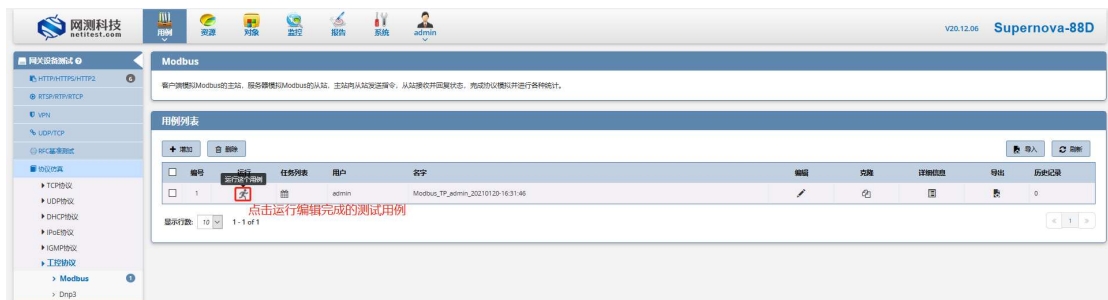 网测科技
netitest.com
用例
资源
对象
监控
报告
系统
admin
V20.12.06
Supernova-88D
网关设备测试
HTTP/HTTPS/HTTP2
6
RTSP/RTP/RTCP
VPN
UDP/TCP
RFC基准测试
协议仿真
TCP协议
UDP协议
DHCP协议
IPoE协议
IGMP协议
工控协议
Modbus
1
Dnp3
Modbus
客户端模拟Modbus的主站，服务器模拟Modbus的从站，主站向从站发送指令，从站接收并回复状态，完成协议模拟并进行各种统计。
用例列表
增加
删除
导入
刷新
编号
运行
任务列表
用户
名字
编辑
克隆
详细信息
导出
历史记录
运行这个用例
1
admin
Modbus_TP_admin_20210120-16:31:46
0
点击运行编辑完成的测试用例
显示行数: 10
1 - 1 of 1
« 1 »